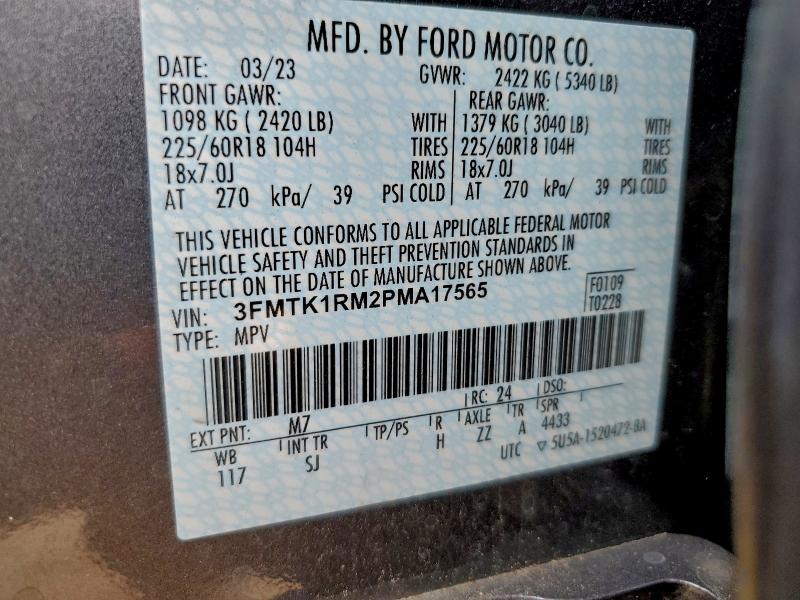 MFD. BY FORD MOTOR CO.
DATE: 03/23 GVWR: 2422 KG ( 5340 LB)
FRONT GAWR: REAR GAWR:
1098 KG ( 2420 LB) WITH 1379 KG ( 3040 LB) WITH
225/60R18 104H TIRES 225/60R18 104H TIRES
18x7.0J RIMS 18x7.0J RIMS
AT 270 kPa/ 39 PSI COLD AT 270 kPa/ 39 PSI COLD
THIS VEHICLE CONFORMS TO ALL APPLICABLE FEDERAL MOTOR
VEHICLE SAFETY AND THEFT PREVENTION STANDARDS IN
EFFECT ON THE DATE OF MANUFACTURE SHOWN ABOVE.
VIN: 3FMTK1RM2PMA17565 F0109
TYPE: MPV T0228
EXT PNT: M7 RC: 24 DSO:
WB INT TR TP/PS R AXLE TR SPR
117 SJ H ZZ A 4433
UTC ▽ 5U5A-1520472-BA